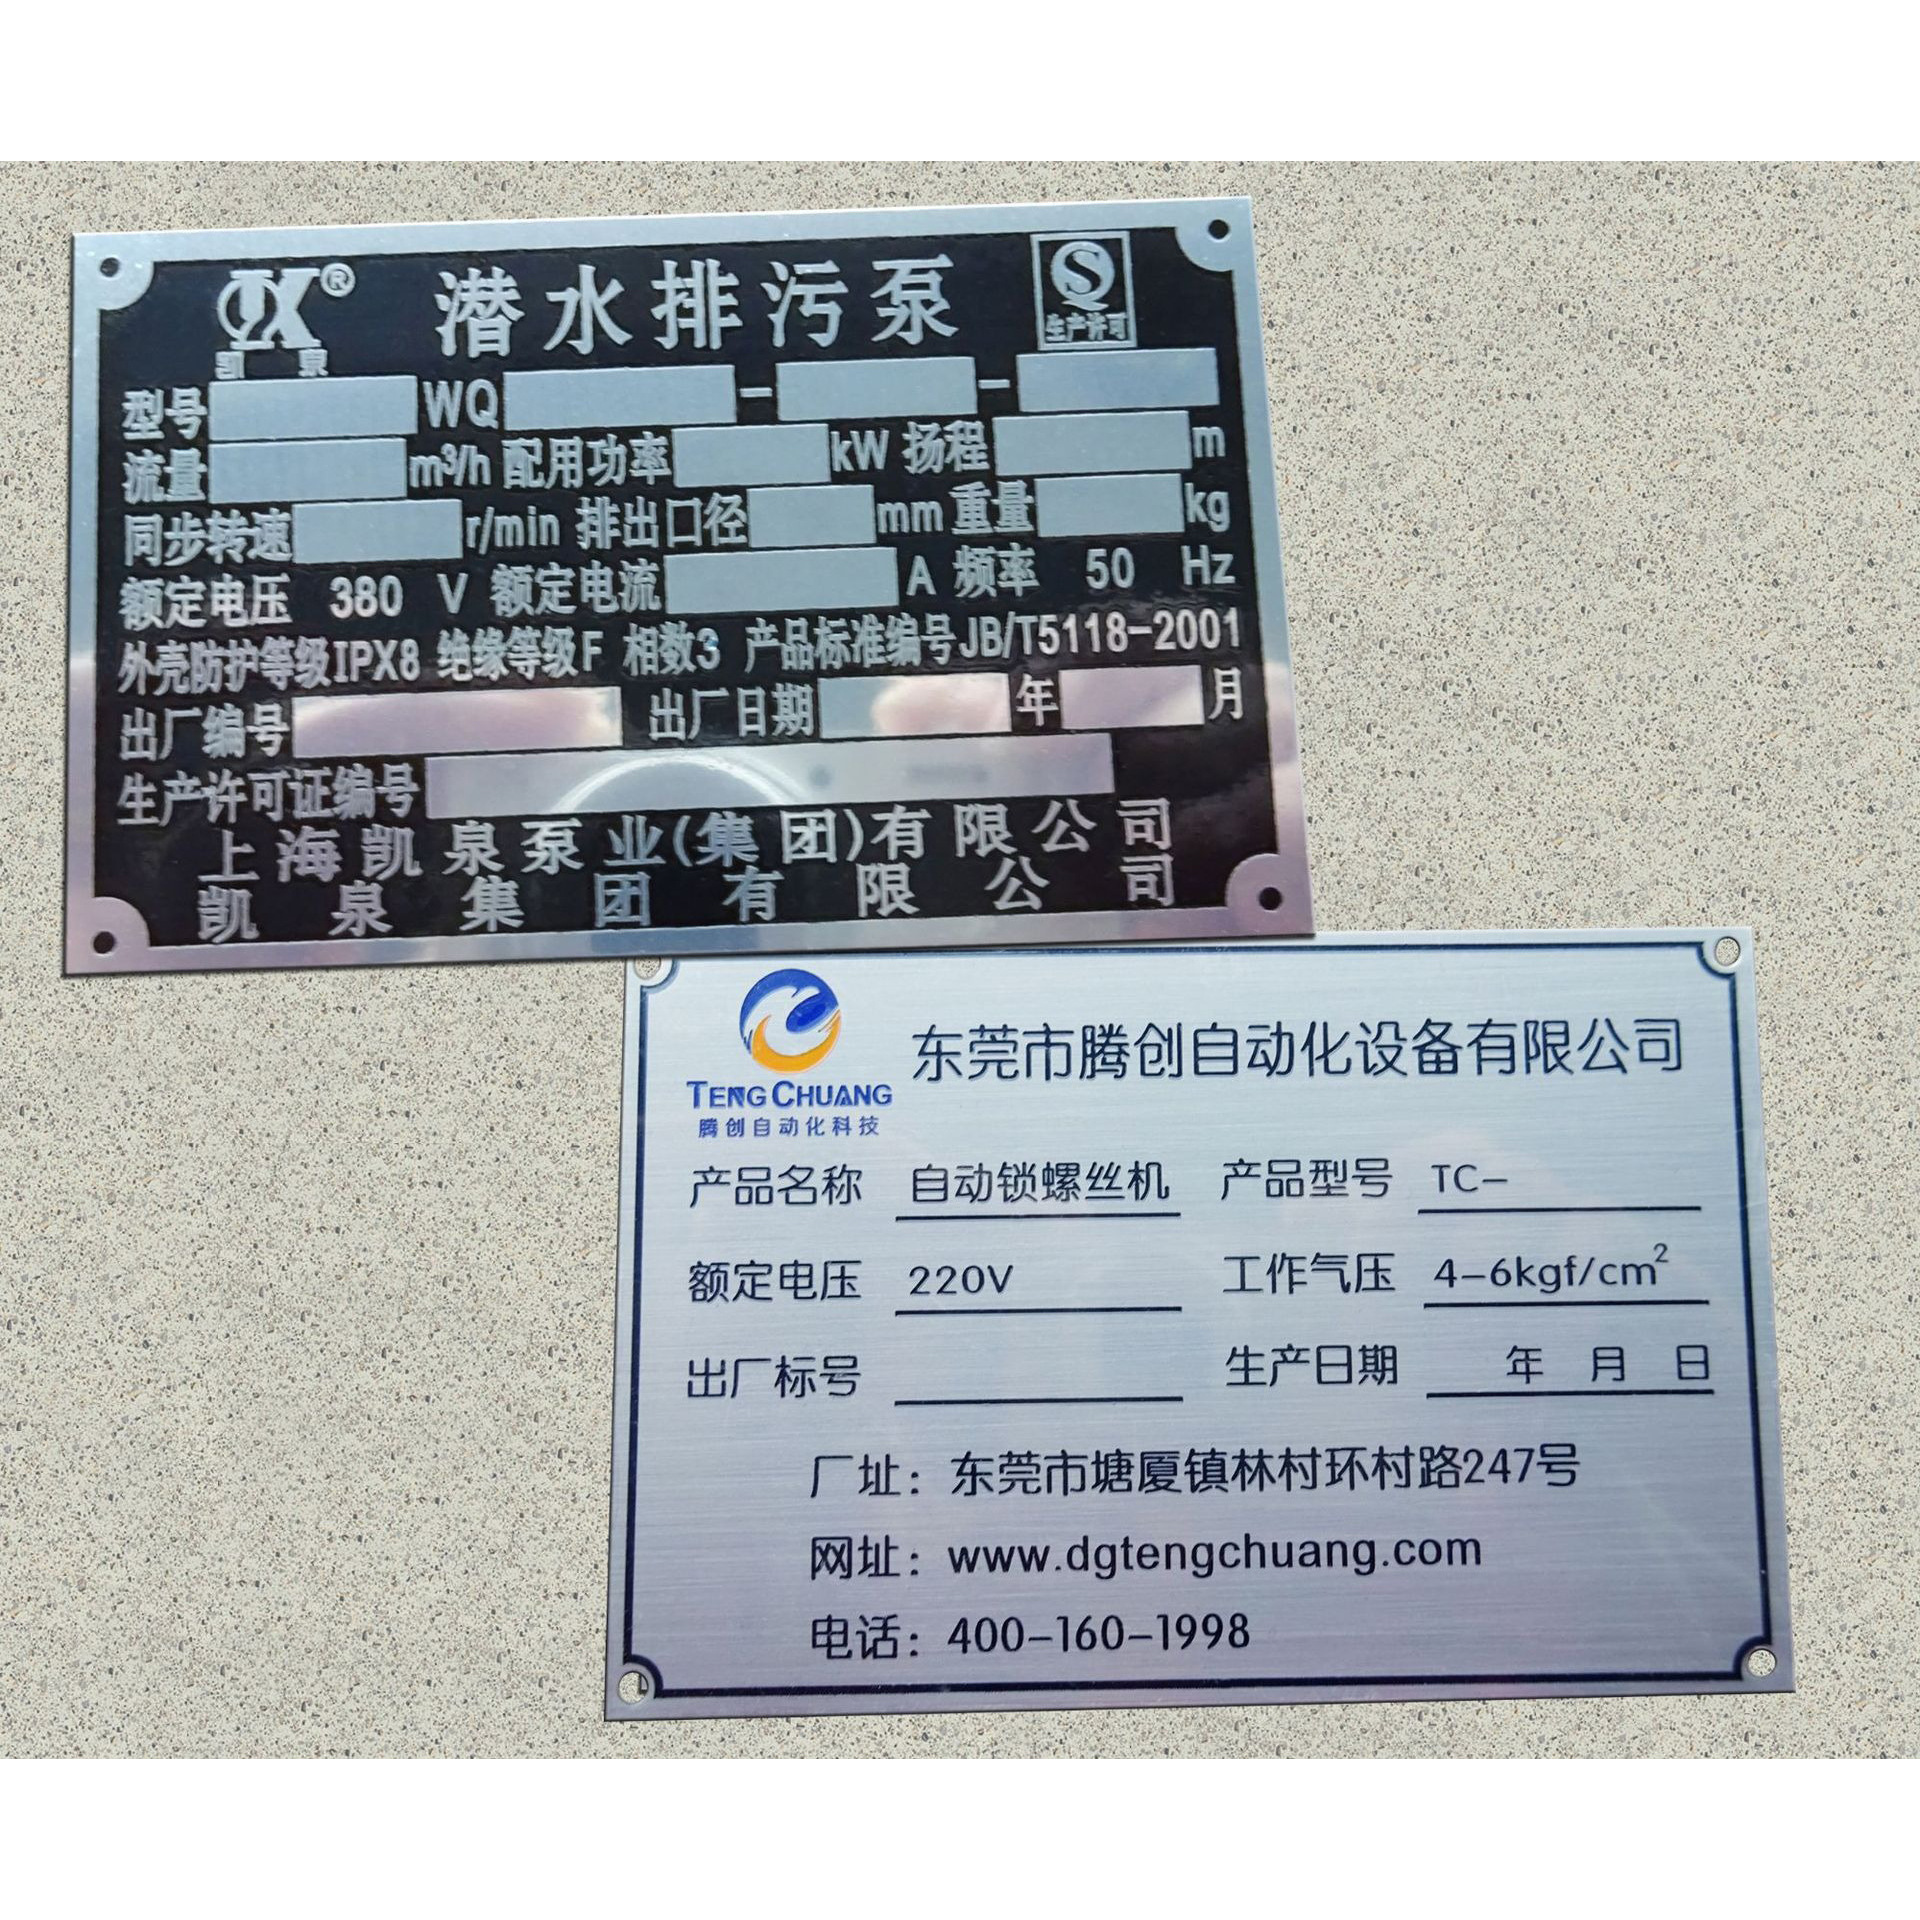 ® 潜水排污泵
凯泉
生产许可
型号 WQ - -
流量 m³/h 配用功率 kW 扬程 m
同步转速 r/min 排出口径 mm 重量 kg
额定电压 380 V 额定电流 A 频率 50 Hz
外壳防护等级IPX8 绝缘等级F 相数3 产品标准编号JB/T5118-2001
出厂编号 出厂日期 年 月
生产许可证编号
上海凯泉泵业(集团)有限公司
凯泉集团有限公司
东莞市腾创自动化设备有限公司
TENG CHUANG
腾创自动化科技
产品名称 自动锁螺丝机 产品型号 TC-
额定电压 220V 工作气压 4-6kgf/cm²
出厂标号 生产日期 年 月 日
厂址：东莞市塘厦镇林村环村路247号
网址：www.dgtengchuang.com
电话：400-160-1998